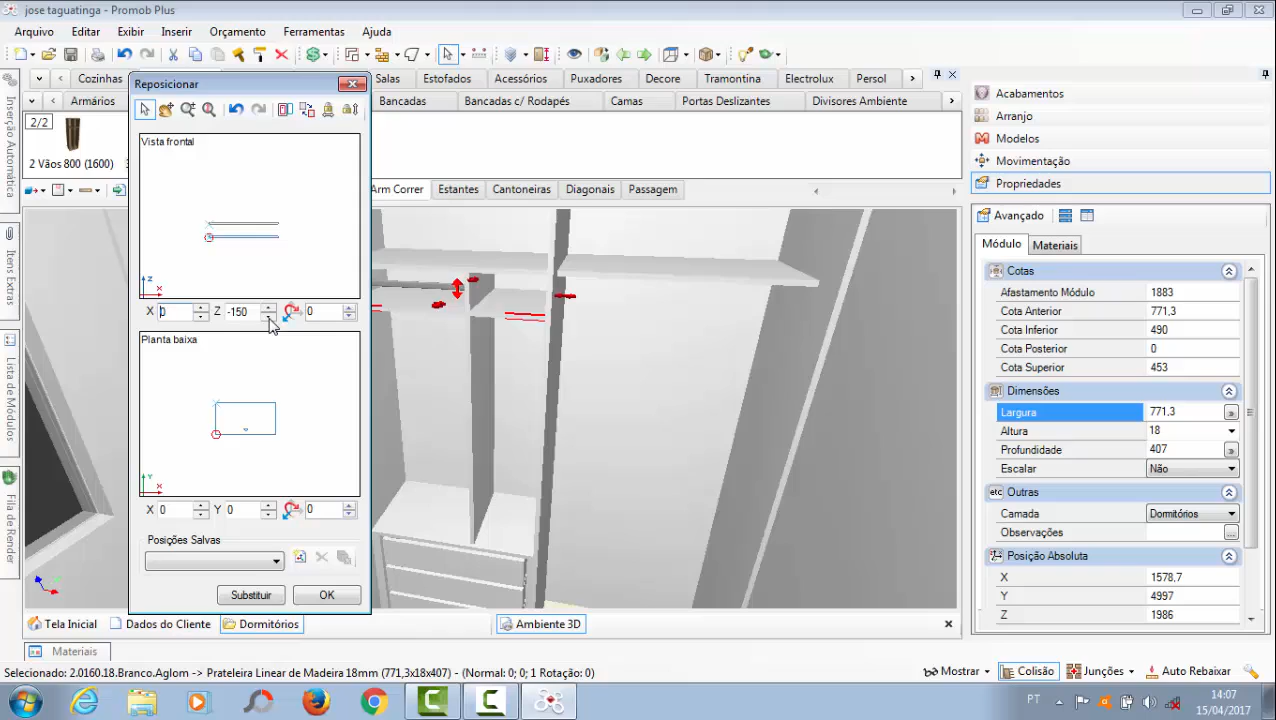 jose taguatinga - Promob Plus
Arquivo Editar Exibir Inserir Orçamento Ferramentas Ajuda
Cozinhas Salas Estofados Acessórios Puxadores Decore Tramontina Electrolux Persol
Armários Bancadas Bancadas c/ Rodapés Camas Portas Deslizantes Divisores Ambiente
2/2
2 Vãos 800 (1600)
Arm Correr Estantes Cantoneiras Diagonais Passagem
Inserção Automática
Itens Extras
Lista de Módulos
Fila de Render
Reposicionar
Vista frontal
Z
X
X 0 Z -150 0
Planta baixa
Y
X
X 0 Y 0 0
Posições Salvas
Substituir OK
Acabamentos
Arranjo
Modelos
Movimentação
Propriedades
Avançado
Módulo Materiais
Cotas
Afastamento Módulo 1883
Cota Anterior 771,3
Cota Inferior 490
Cota Posterior 0
Cota Superior 453
Dimensões
Largura 771,3
Altura 18
Profundidade 407
Escalar Não
etc Outras
Camada Dormitórios
Observações ...
Posição Absoluta
X 1578,7
Y 4997
Z 1986
Tela Inicial Dados do Cliente Dormitórios Ambiente 3D
Materiais
Selecionado: 2.0160.18.Branco.Aglom -> Prateleira Linear de Madeira 18mm (771,3x18x407) - (Normal: 0; 0; 1 Rotação: 0)
Mostrar Colisão Junções Auto Rebaixar
PT
14:07
15/04/2017